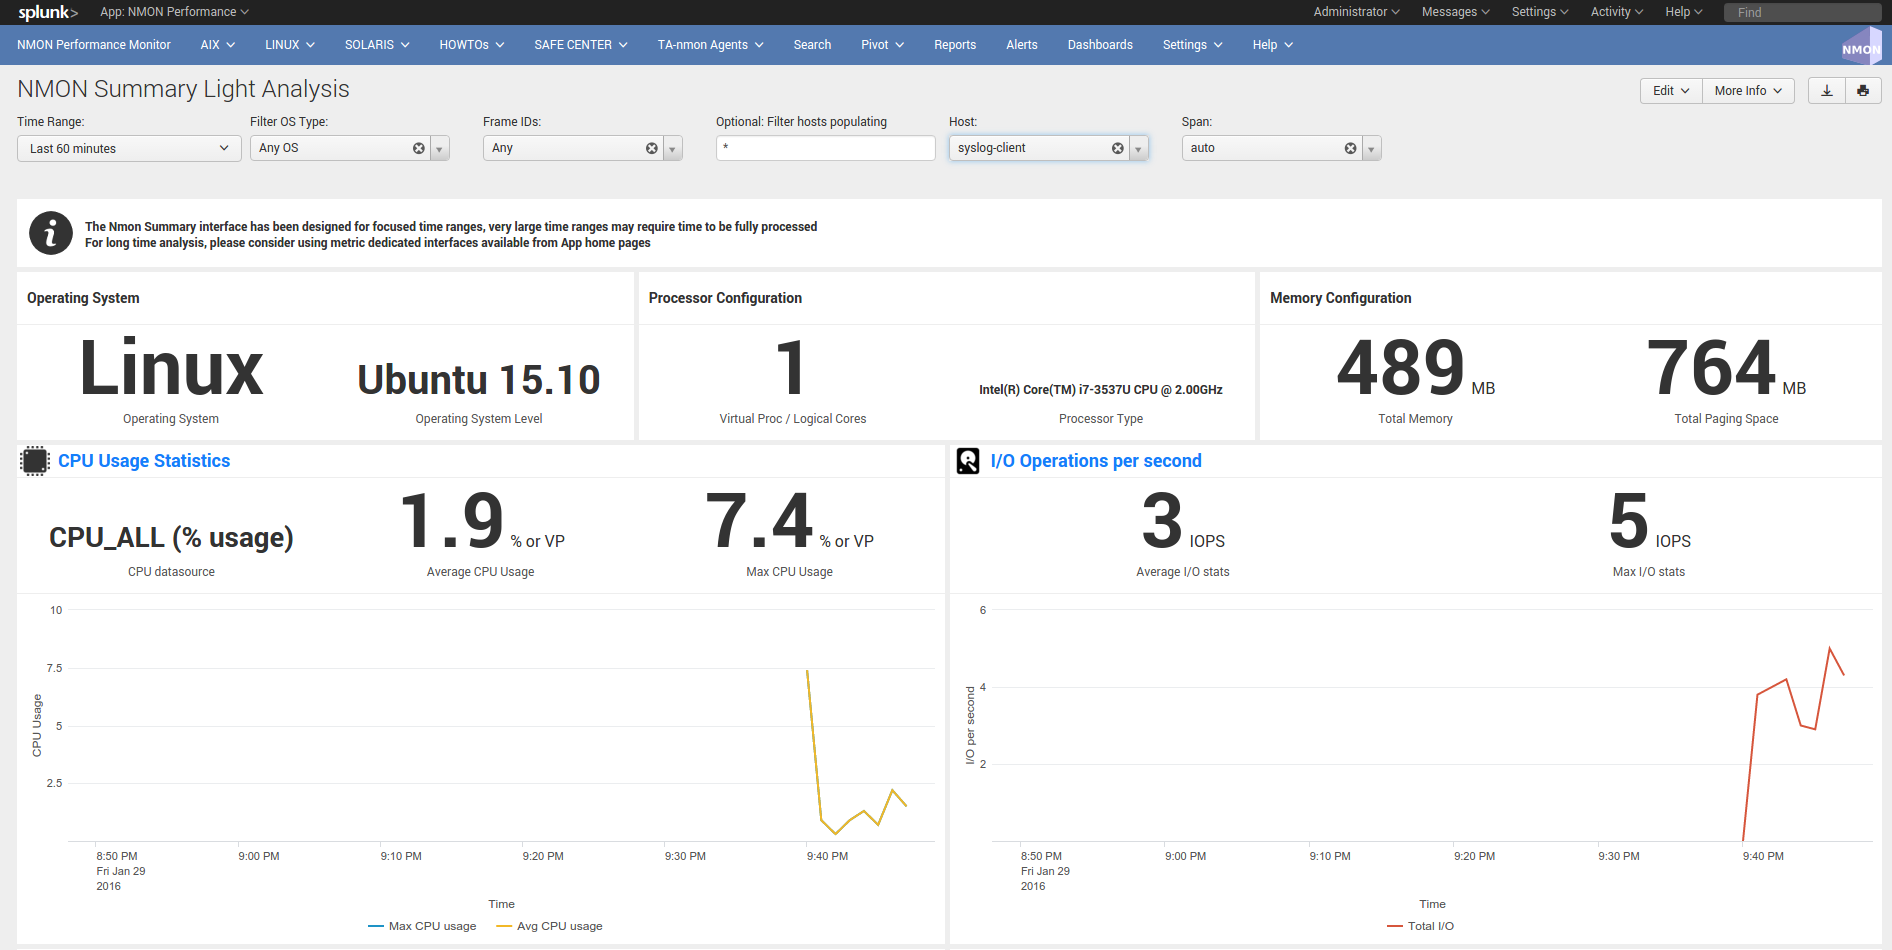 splunk> App: NMON Performance Administrator Messages Settings Activity Help Find
NMON Performance Monitor AIX LINUX SOLARIS HOWTOs SAFE CENTER TA-nmon Agents Search Pivot Reports Alerts Dashboards Settings Help NMON
NMON Summary Light Analysis
Edit More Info
Time Range: Filter OS Type: Frame IDs: Optional: Filter hosts populating Host: Span:
Last 60 minutes Any OS Any * syslog-client auto
The Nmon Summary interface has been designed for focused time ranges, very large time ranges may require time to be fully processed
For long time analysis, please consider using metric dedicated interfaces available from App home pages
Operating System
Linux
Operating System
Ubuntu 15.10
Operating System Level
Processor Configuration
1
Virtual Proc / Logical Cores
Intel(R) Core(TM) i7-3537U CPU @ 2.00GHz
Processor Type
Memory Configuration
489 MB
Total Memory
764 MB
Total Paging Space
CPU Usage Statistics
CPU_ALL (% usage)
CPU datasource
1.9 % or VP
Average CPU Usage
7.4 % or VP
Max CPU Usage
10
7.5
5
2.5
CPU Usage
8:50 PM 9:00 PM 9:10 PM 9:20 PM 9:30 PM 9:40 PM
Fri Jan 29
2016
Time
Max CPU usage Avg CPU usage
I/O Operations per second
3 IOPS
Average I/O stats
5 IOPS
Max I/O stats
6
4
2
I/O per second
8:50 PM 9:00 PM 9:10 PM 9:20 PM 9:30 PM 9:40 PM
Fri Jan 29
2016
Time
Total I/O